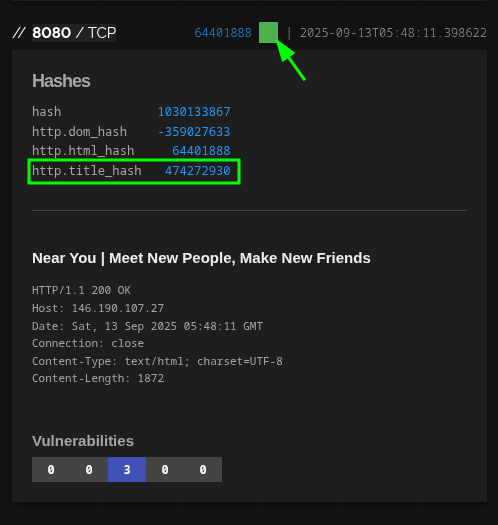 // 8080 / TCP 64401888 | 2025-09-13T05:48:11.398622
Hashes
hash 1030133867
http.dom_hash -359027633
http.html_hash 64401888
http.title_hash 474272930
Near You | Meet New People, Make New Friends
HTTP/1.1 200 OK
Host: 146.190.107.27
Date: Sat, 13 Sep 2025 05:48:11 GMT
Connection: close
Content-Type: text/html; charset=UTF-8
Content-Length: 1872
Vulnerabilities
0 0 3 0 0